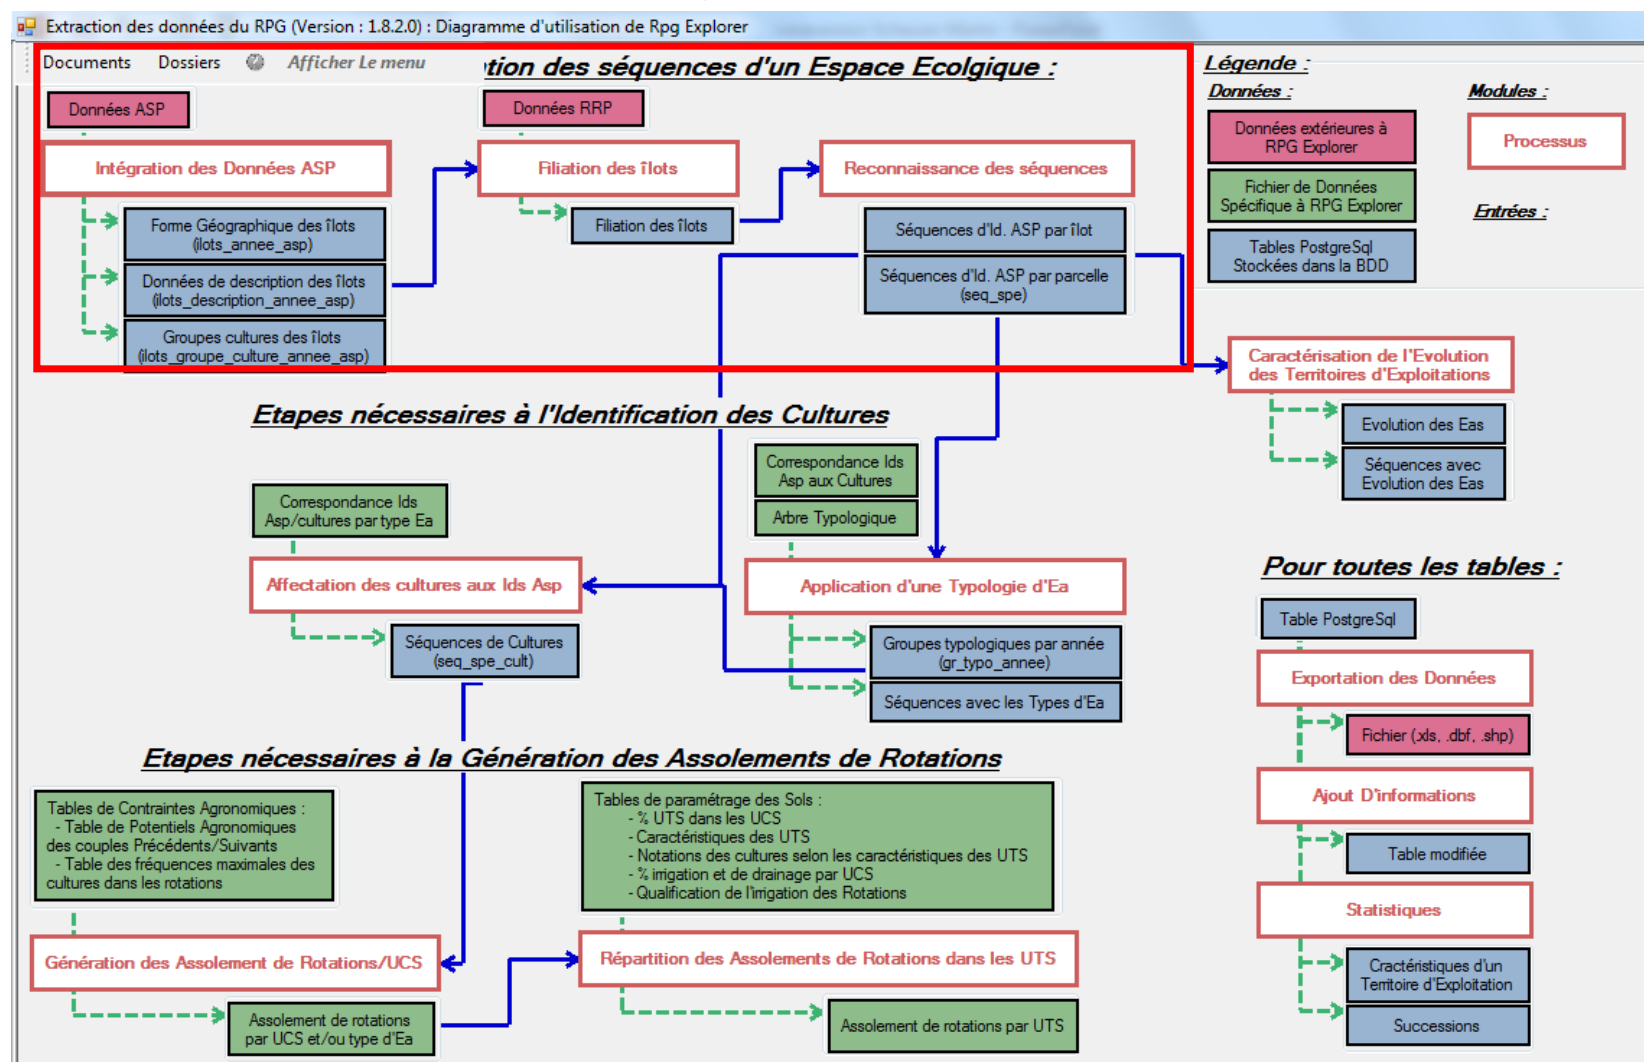 Extraction des données du RPG (Version : 1.8.2.0) : Diagramme d'utilisation de Rpg Explorer
Documents Dossiers Afficher Le menu
tion des séquences d'un Espace Ecolgique :
Données ASP
Données RRP
Intégration des Données ASP
Filiation des îlots
Reconnaissance des séquences
Forme Géographique des îlots
(ilots_annee_asp)
Données de description des îlots
(ilots_description_annee_asp)
Groupes cultures des îlots
(ilots_groupe_culture_annee_asp)
Filiation des îlots
Séquences d'Id. ASP par îlot
Séquences d'Id. ASP par parcelle
(seq_spe)
Légende :
Données :
Modules :
Données extérieures à
RPG Explorer
Processus
Fichier de Données
Spécifique à RPG Explorer
Entrées :
Tables PostgreSql
Stockées dans la BDD
Caractérisation de l'Evolution
des Territoires d'Exploitations
Evolution des Eas
Séquences avec
Evolution des Eas
Etapes nécessaires à l'Identification des Cultures
Correspondance Ids
Asp/cultures par type Ea
Correspondance Ids
Asp aux Cultures
Arbre Typologique
Affectation des cultures aux Ids Asp
Application d'une Typologie d'Ea
Séquences de Cultures
(seq_spe_cult)
Groupes typologiques par année
(gr_typo_annee)
Séquences avec les Types d'Ea
Pour toutes les tables :
Table PostgreSql
Exportation des Données
Fichier (.xls, .dbf, .shp)
Ajout D'informations
Table modifiée
Statistiques
Cractéristiques d'un
Territoire d'Exploitation
Successions
Etapes nécessaires à la Génération des Assolements de Rotations
Tables de Contraintes Agronomiques :
- Table de Potentiels Agronomiques
des couples Précédents/Suivants
- Table des fréquences maximales des
cultures dans les rotations
Tables de paramétrage des Sols :
- % UTS dans les UCS
- Caractéristiques des UTS
- Notations des cultures selon les caractéristiques des UTS
- % irrigation et de drainage par UCS
- Qualification de l'irrigation des Rotations
Génération des Assolement de Rotations/UCS
Répartition des Assolements de Rotations dans les UTS
Assolement de rotations
par UCS et/ou type d'Ea
Assolement de rotations par UTS